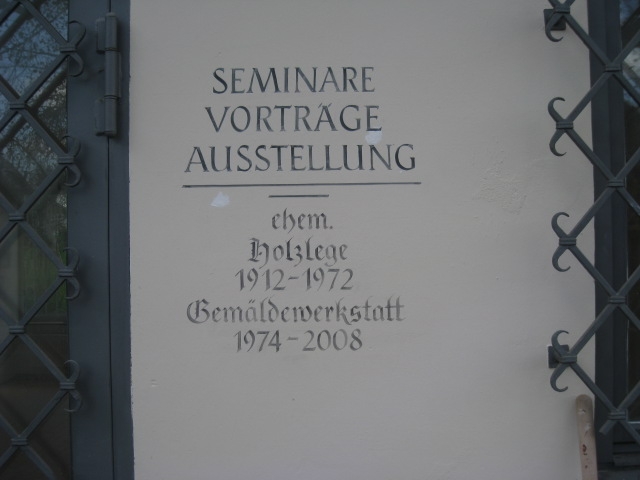 SEMINARE
VORTRÄGE
AUSSTELLUNG
ehem.
Holzlege
1912-1972
Gemäldewerkstatt
1974-2008